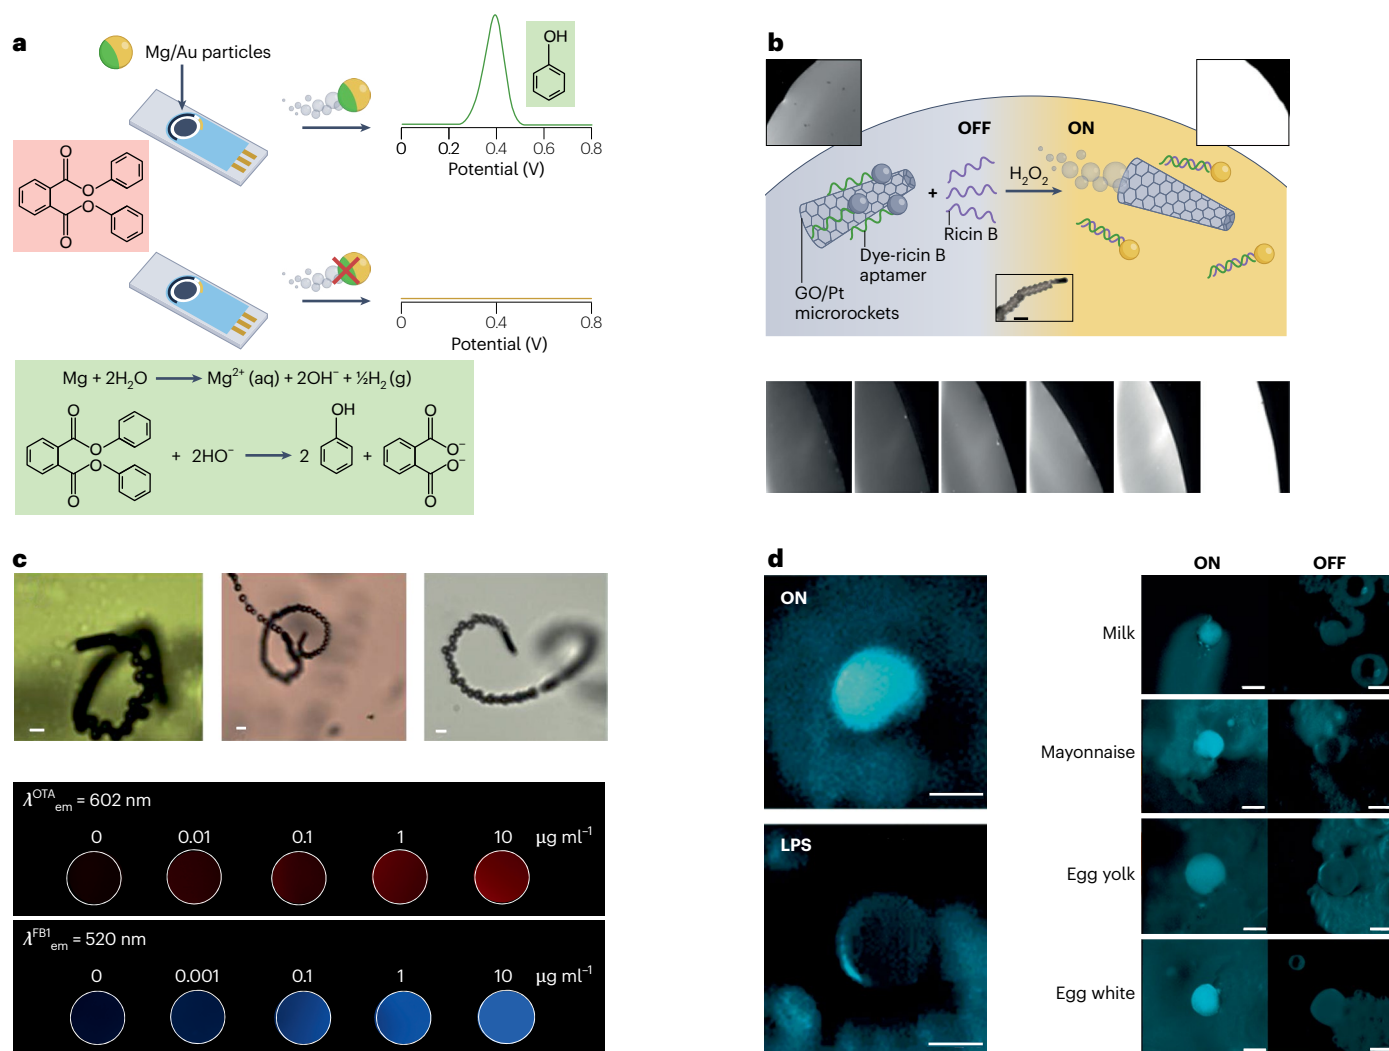 a
Mg/Au particles
OH
0 0.2 0.4 0.6 0.8
Potential (V)
O
O
O
O
0 0.4 0.8
Potential (V)
Mg + 2H₂O ⟶ Mg²⁺ (aq) + 2OH⁻ + ½H₂ (g)
O
O
O
O
+ 2HO⁻ ⟶ 2
OH
+
O
O⁻
O⁻
O
b
OFF ON
+
H₂O₂
Ricin B
Dye-ricin B
aptamer
GO/Pt
microrockets
c
λ^OTA_em = 602 nm
0 0.01 0.1 1 10 µg ml⁻¹
λ^FB1_em = 520 nm
0 0.001 0.1 1 10 µg ml⁻¹
d
ON
LPS
ON OFF
Milk
Mayonnaise
Egg yolk
Egg white